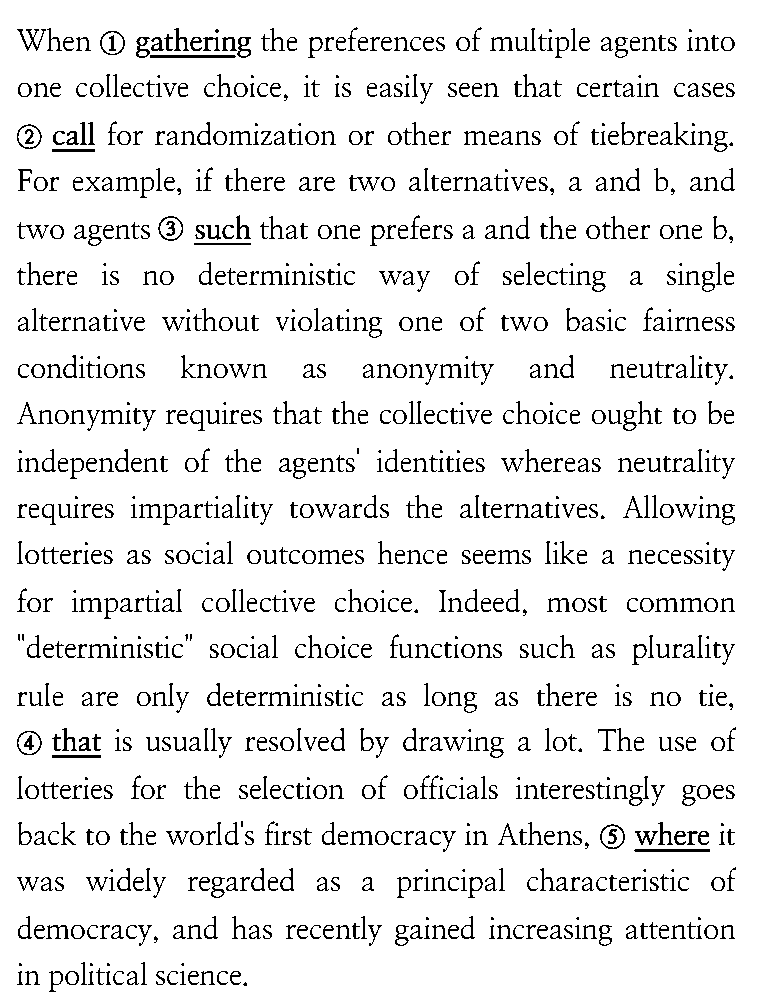 When ① gathering the preferences of multiple agents into
one collective choice, it is easily seen that certain cases
② call for randomization or other means of tiebreaking.
For example, if there are two alternatives, a and b, and
two agents ③ such that one prefers a and the other one b,
there is no deterministic way of selecting a single
alternative without violating one of two basic fairness
conditions known as anonymity and neutrality.
Anonymity requires that the collective choice ought to be
independent of the agents' identities whereas neutrality
requires impartiality towards the alternatives. Allowing
lotteries as social outcomes hence seems like a necessity
for impartial collective choice. Indeed, most common
"deterministic" social choice functions such as plurality
rule are only deterministic as long as there is no tie,
④ that is usually resolved by drawing a lot. The use of
lotteries for the selection of officials interestingly goes
back to the world's first democracy in Athens, ⑤ where it
was widely regarded as a principal characteristic of
democracy, and has recently gained increasing attention
in political science.